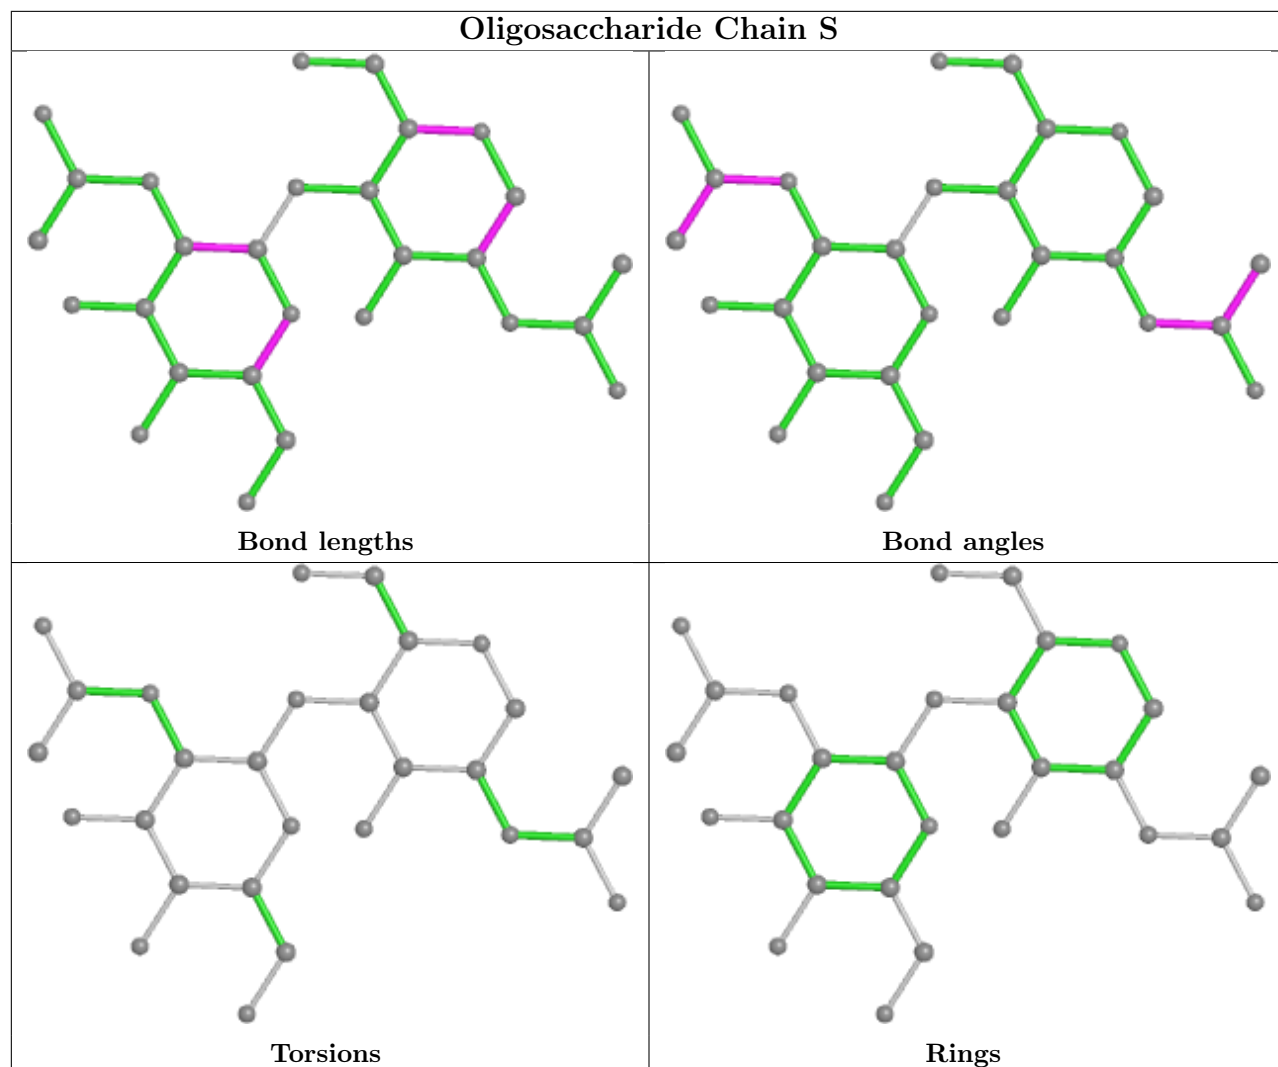 Oligosaccharide Chain S
Bond lengths
Bond angles
Torsions
Rings